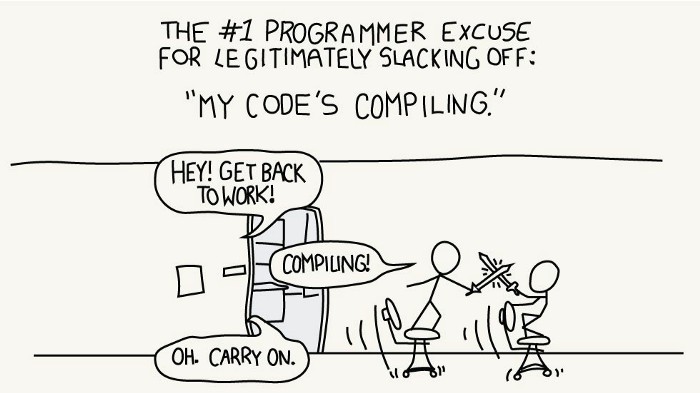 THE #1 PROGRAMMER EXCUSE
FOR LEGITIMATELY SLACKING OFF:
"MY CODE'S COMPILING."
HEY! GET BACK
TO WORK!
COMPILING!
OH. CARRY ON.